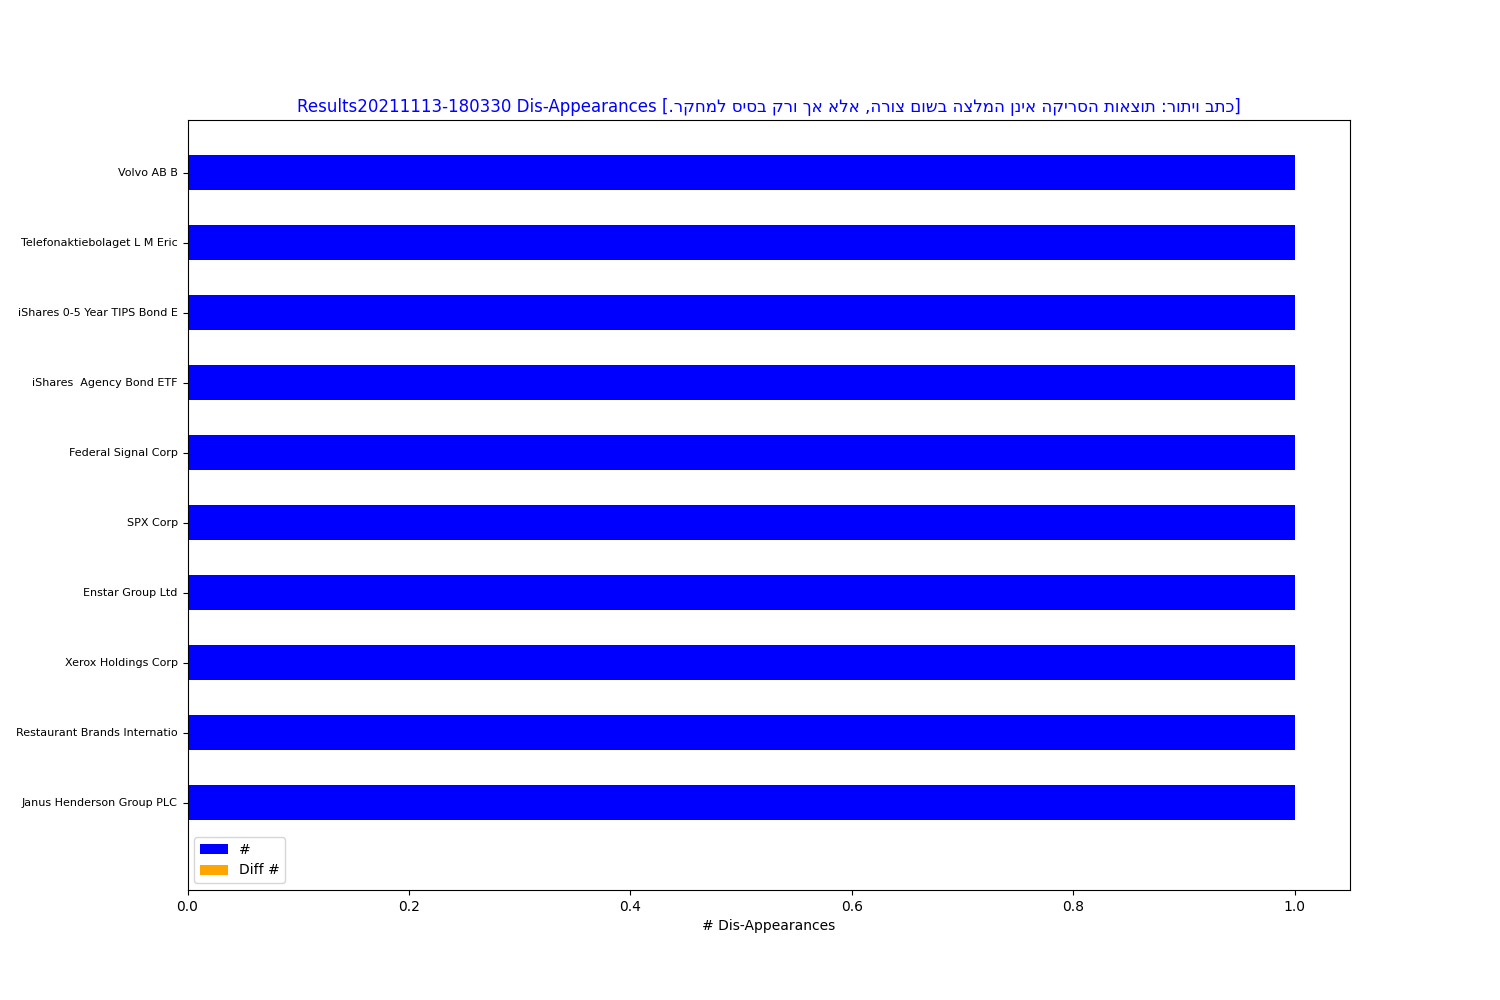 Results20211113-180330 Dis-Appearances [כתב ויתור: תוצאות הסריקה אינן המלצה בשום צורה, אלא אך ורק בסיס למחקר.]
Volvo AB B
Telefonaktiebolaget L M Eric
iShares 0-5 Year TIPS Bond E
iShares  Agency Bond ETF
Federal Signal Corp
SPX Corp
Enstar Group Ltd
Xerox Holdings Corp
Restaurant Brands Internatio
Janus Henderson Group PLC
#
Diff #
0.0 0.2 0.4 0.6 0.8 1.0
# Dis-Appearances